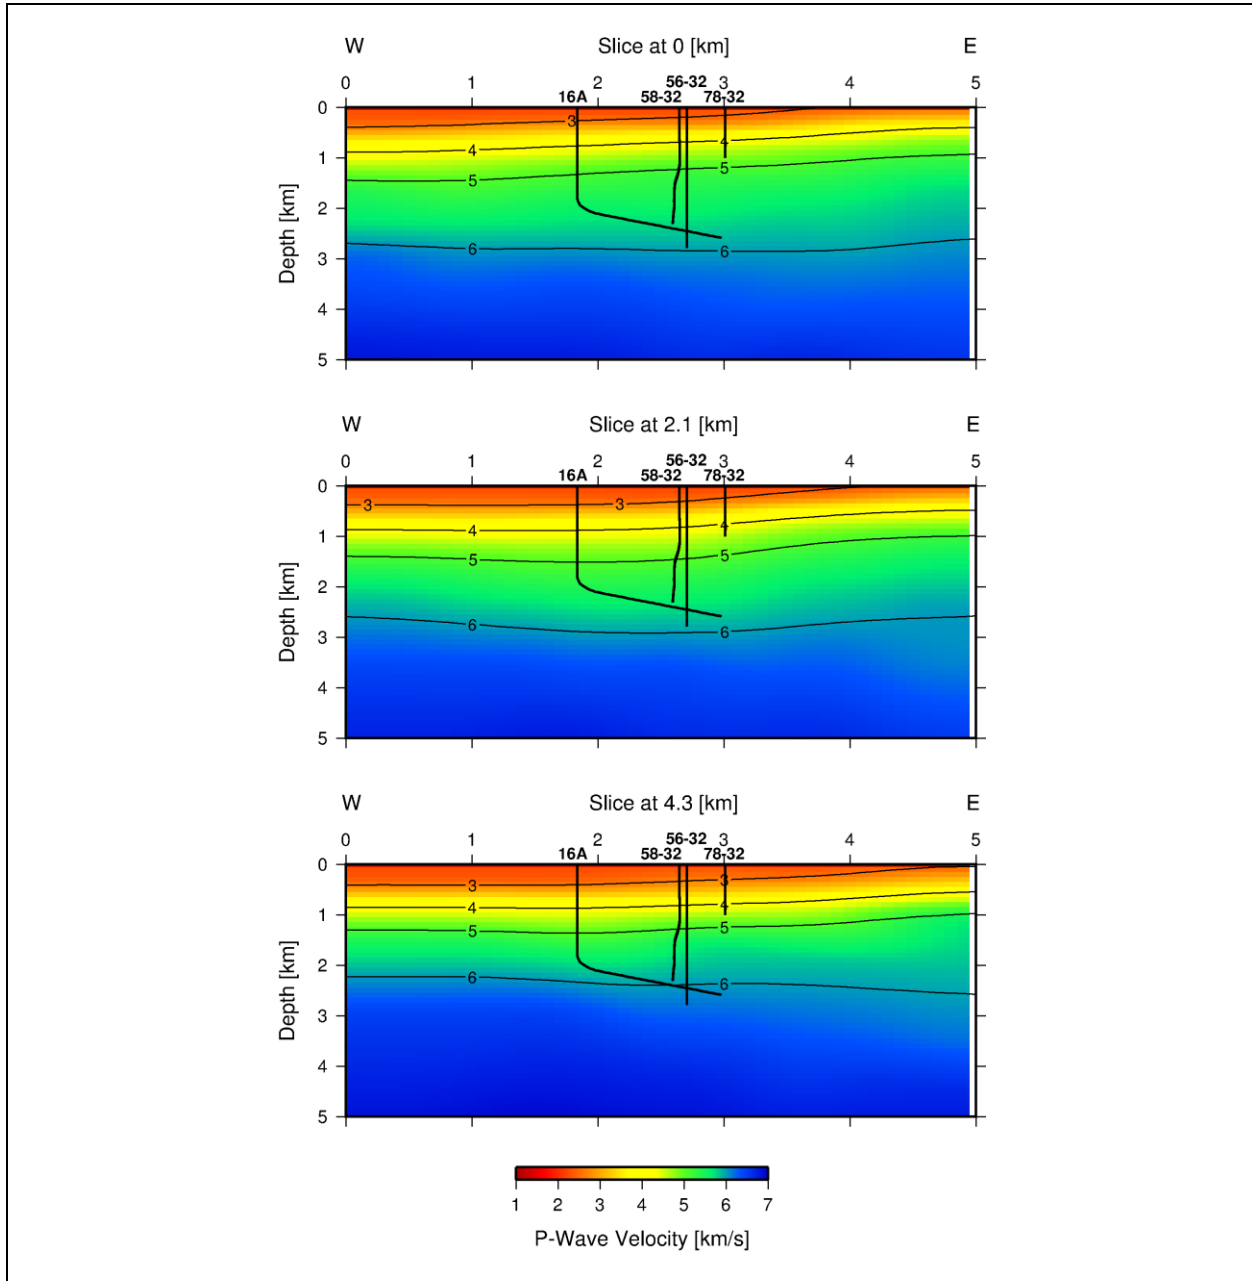 W Slice at 0 [km] E
0 1 2 56-32 3 4 5
16A 58-32 78-32
0
3
4 4
1
5 5
2
6 6
3
4
5
Depth [km]
W Slice at 2.1 [km] E
0 1 2 56-32 3 4 5
16A 58-32 78-32
0
3 3
4 4
1
5 5
2
6 6
3
4
5
Depth [km]
W Slice at 4.3 [km] E
0 1 2 56-32 3 4 5
16A 58-32 78-32
0
3 3
4 4
1
5 5
2
6 6
3
4
5
Depth [km]
1 2 3 4 5 6 7
P-Wave Velocity [km/s]